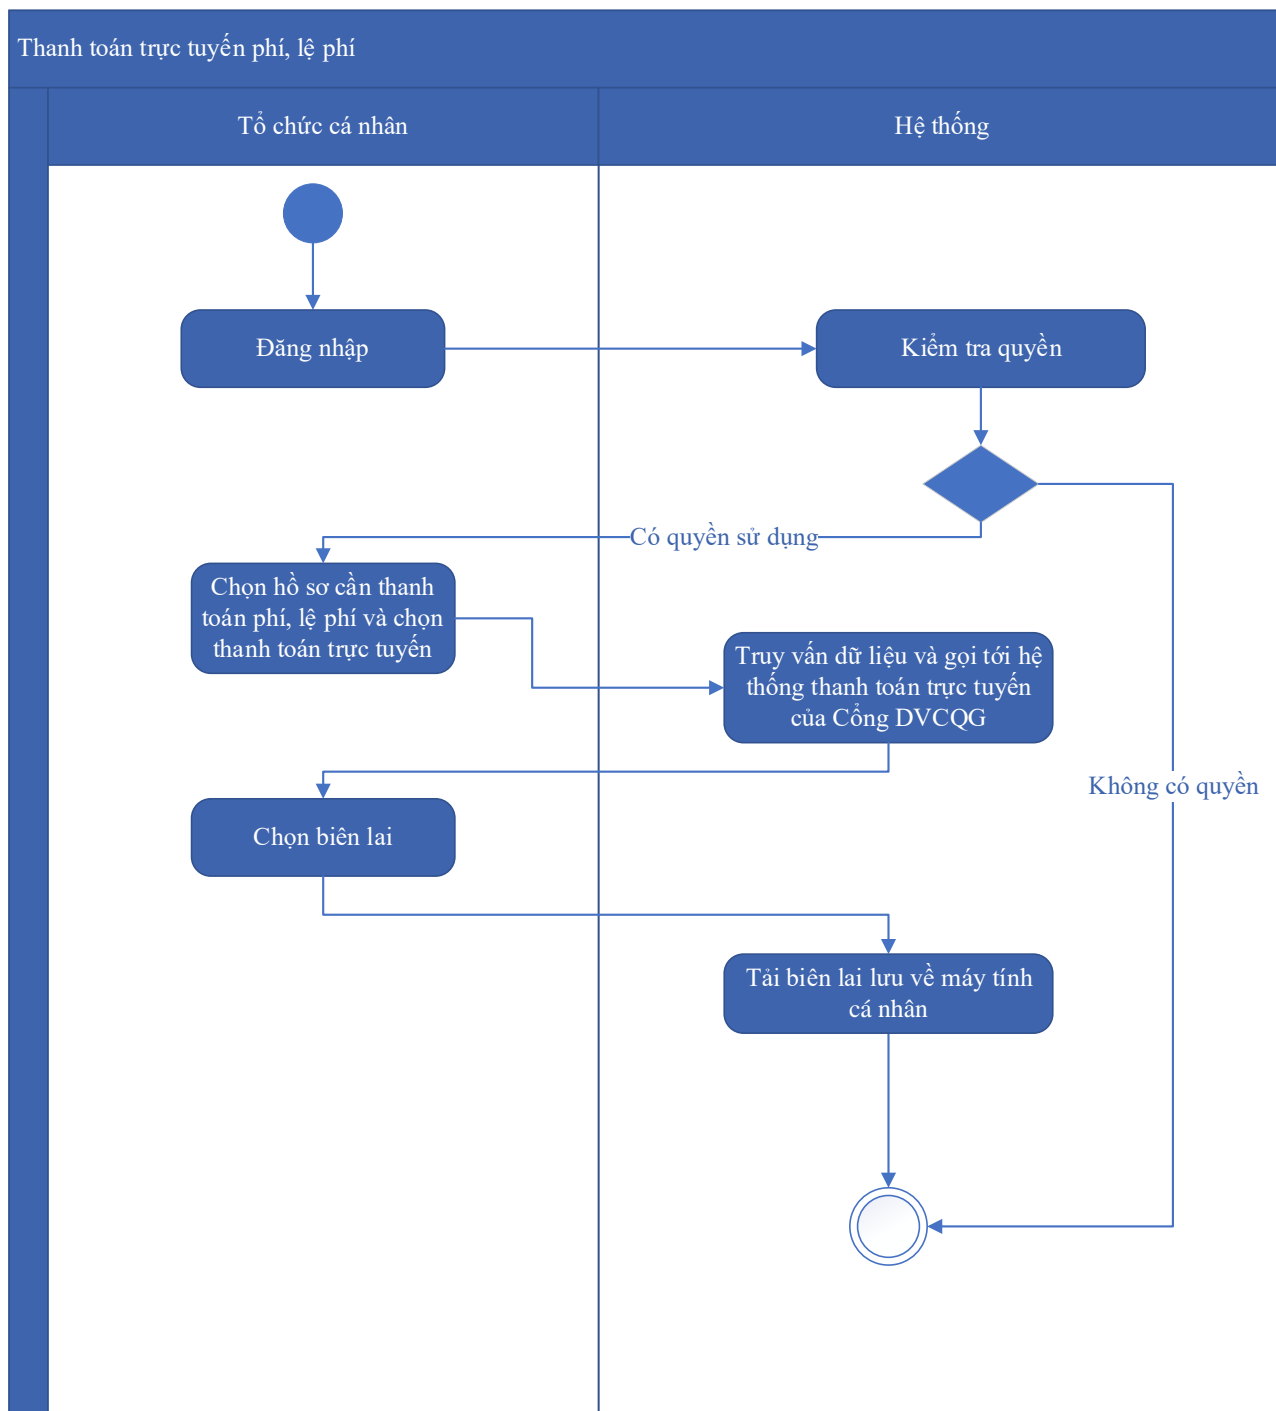 Thanh toán trực tuyến phí, lệ phí
Tổ chức cá nhân
Hệ thống
Đăng nhập
Kiểm tra quyền
Có quyền sử dụng
Chọn hồ sơ cần thanh
toán phí, lệ phí và chọn
thanh toán trực tuyến
Truy vấn dữ liệu và gọi tới hệ
thống thanh toán trực tuyến
của Cổng DVCQG
Không có quyền
Chọn biên lai
Tải biên lai lưu về máy tính
cá nhân